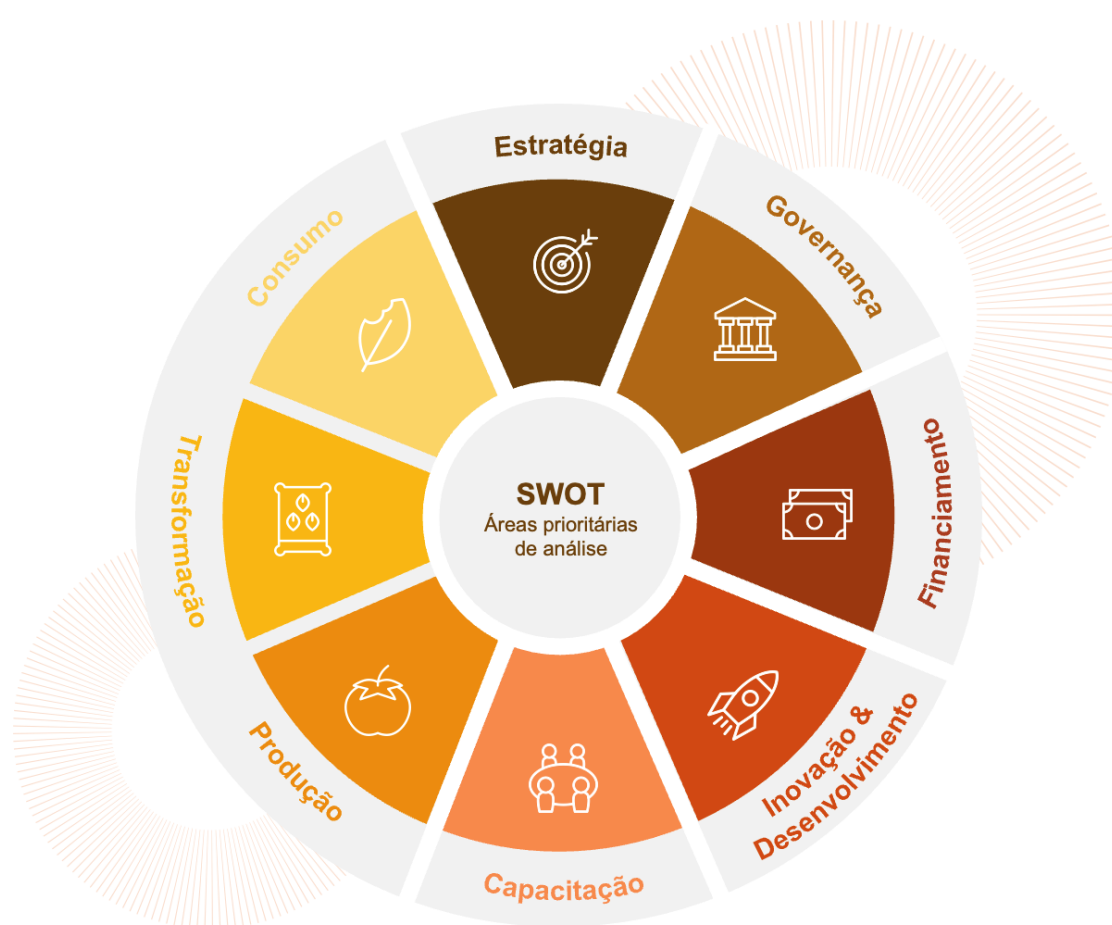 Estratégia
Governança
Financiamento
Inovação &
Desenvolvimento
Capacitação
Produção
Transformação
Consumo
SWOT
Áreas prioritárias
de análise